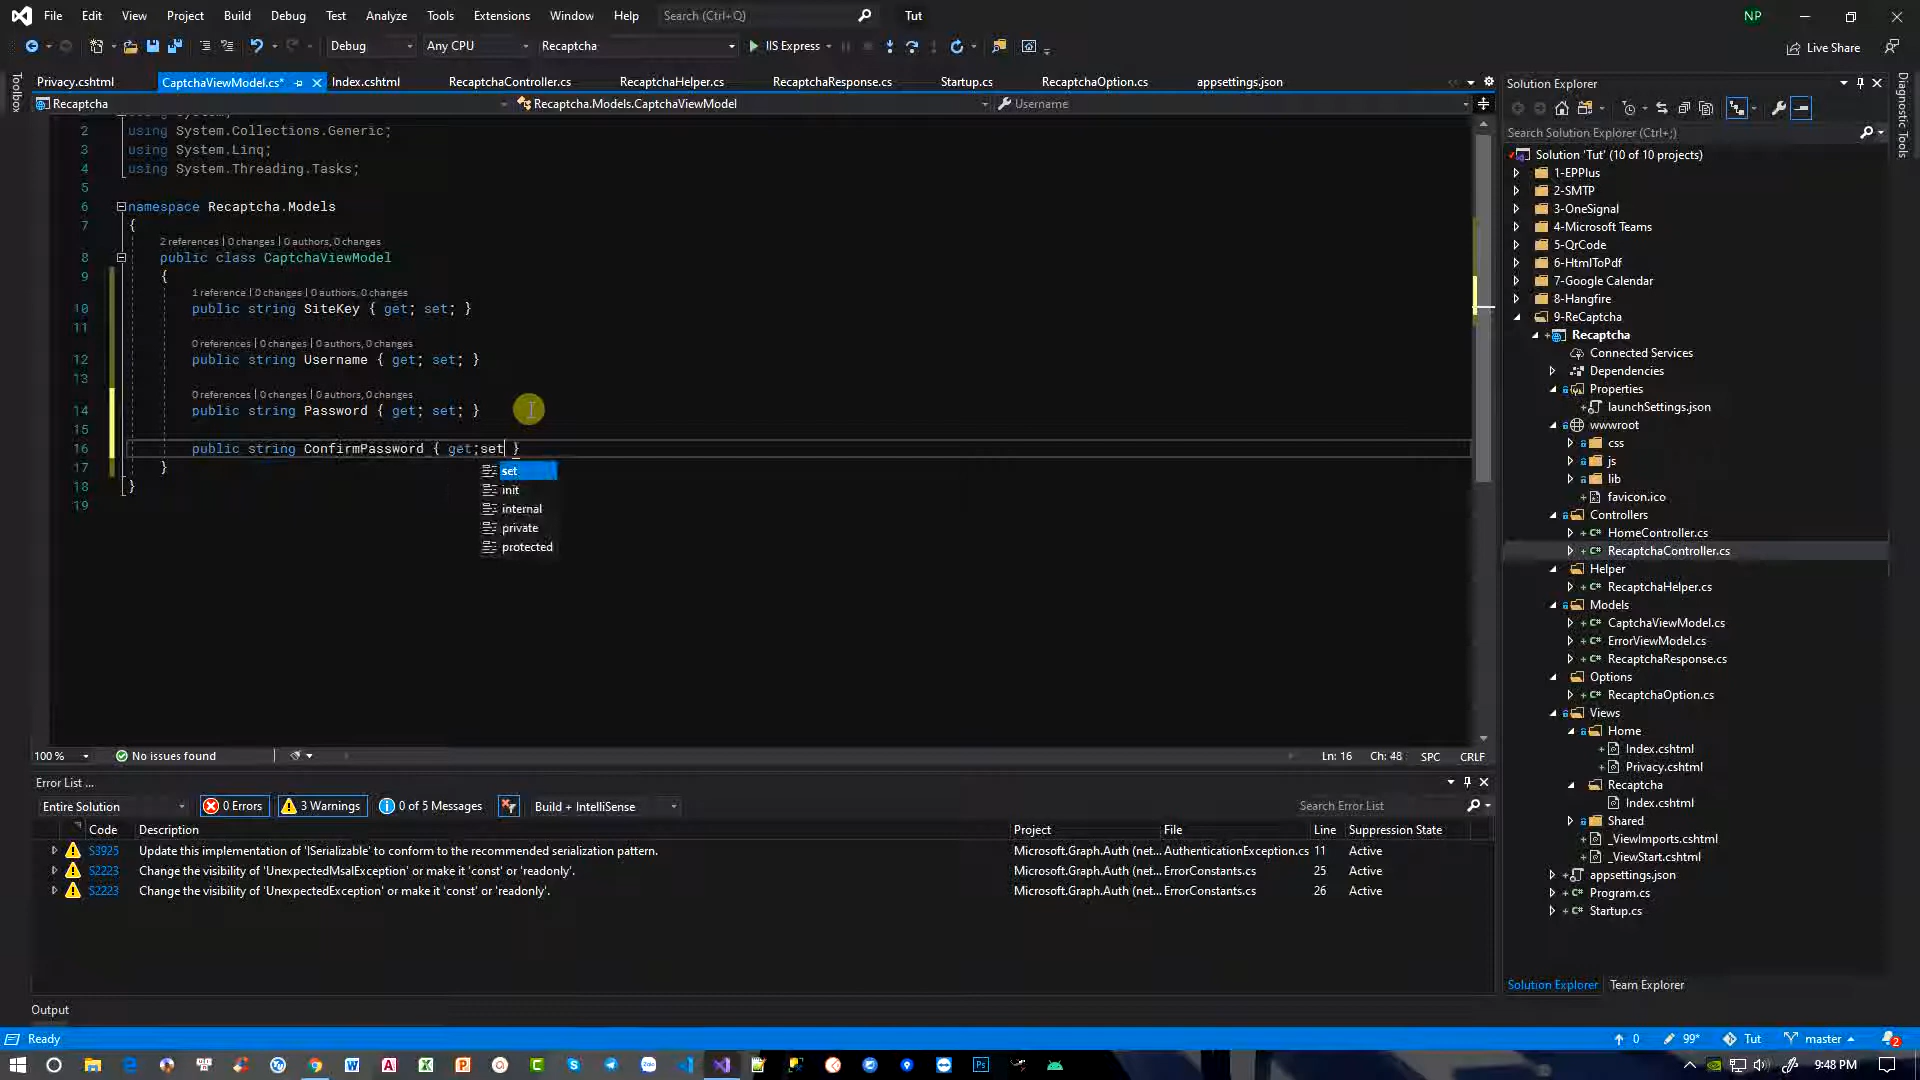 File Edit View Project Build Debug Test Analyze Tools Extensions Window Help Search (Ctrl+Q) Tut NP
Debug Any CPU Recaptcha IIS Express Live Share
Toolbox
Privacy.cshtml CaptchaViewModel.cs* Index.cshtml RecaptchaController.cs RecaptchaHelper.cs RecaptchaResponse.cs Startup.cs RecaptchaOption.cs appsettings.json
Recaptcha Recaptcha.Models.CaptchaViewModel Username
2 using System.Collections.Generic;
3 using System.Linq;
4 using System.Threading.Tasks;
5
6 namespace Recaptcha.Models
7 {
2 references | 0 changes | 0 authors, 0 changes
8 public class CaptchaViewModel
9 {
1 reference | 0 changes | 0 authors, 0 changes
10 public string SiteKey { get; set; }
11
0 references | 0 changes | 0 authors, 0 changes
12 public string Username { get; set; }
13
0 references | 0 changes | 0 authors, 0 changes
14 public string Password { get; set; }
15
16 public string ConfirmPassword { get;set }
17 }
18 }
19
set
init
internal
private
protected
100 % No issues found Ln: 16 Ch: 48 SPC CRLF
Error List ...
Entire Solution 0 Errors 3 Warnings 0 of 5 Messages Build + IntelliSense Search Error List
Code Description Project File Line Suppression State
S3925 Update this implementation of 'ISerializable' to conform to the recommended serialization pattern. Microsoft.Graph.Auth (net... AuthenticationException.cs 11 Active
S2223 Change the visibility of 'UnexpectedMsalException' or make it 'const' or 'readonly'. Microsoft.Graph.Auth (net... ErrorConstants.cs 25 Active
S2223 Change the visibility of 'UnexpectedException' or make it 'const' or 'readonly'. Microsoft.Graph.Auth (net... ErrorConstants.cs 26 Active
Output
Solution Explorer
Search Solution Explorer (Ctrl+;)
Solution 'Tut' (10 of 10 projects)
1-EPPlus
2-SMTP
3-OneSignal
4-Microsoft Teams
5-QrCode
6-HtmlToPdf
7-Google Calendar
8-Hangfire
9-ReCaptcha
Recaptcha
Connected Services
Dependencies
Properties
launchSettings.json
wwwroot
css
js
lib
favicon.ico
Controllers
HomeController.cs
RecaptchaController.cs
Helper
RecaptchaHelper.cs
Models
CaptchaViewModel.cs
ErrorViewModel.cs
RecaptchaResponse.cs
Options
RecaptchaOption.cs
Views
Home
Index.cshtml
Privacy.cshtml
Recaptcha
Index.cshtml
Shared
_ViewImports.cshtml
_ViewStart.cshtml
appsettings.json
Program.cs
Startup.cs
Solution Explorer Team Explorer
Diagnostic Tools
Ready 0 99* Tut master 2
9:48 PM